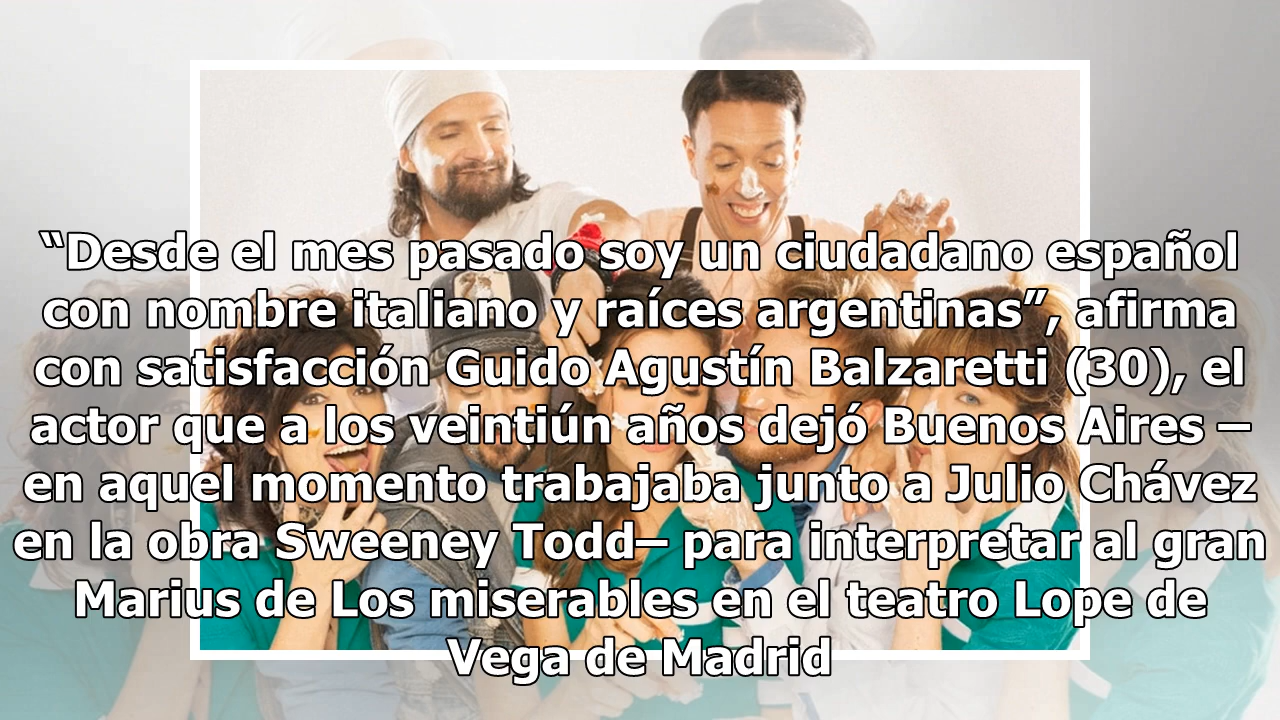 “Desde el mes pasado soy un ciudadano español
con nombre italiano y raíces argentinas”, afirma
con satisfacción Guido Agustín Balzaretti (30), el
actor que a los veintiún años dejó Buenos Aires –
en aquel momento trabajaba junto a Julio Chávez
en la obra Sweeney Todd– para interpretar al gran
Marius de Los miserables en el teatro Lope de
Vega de Madrid